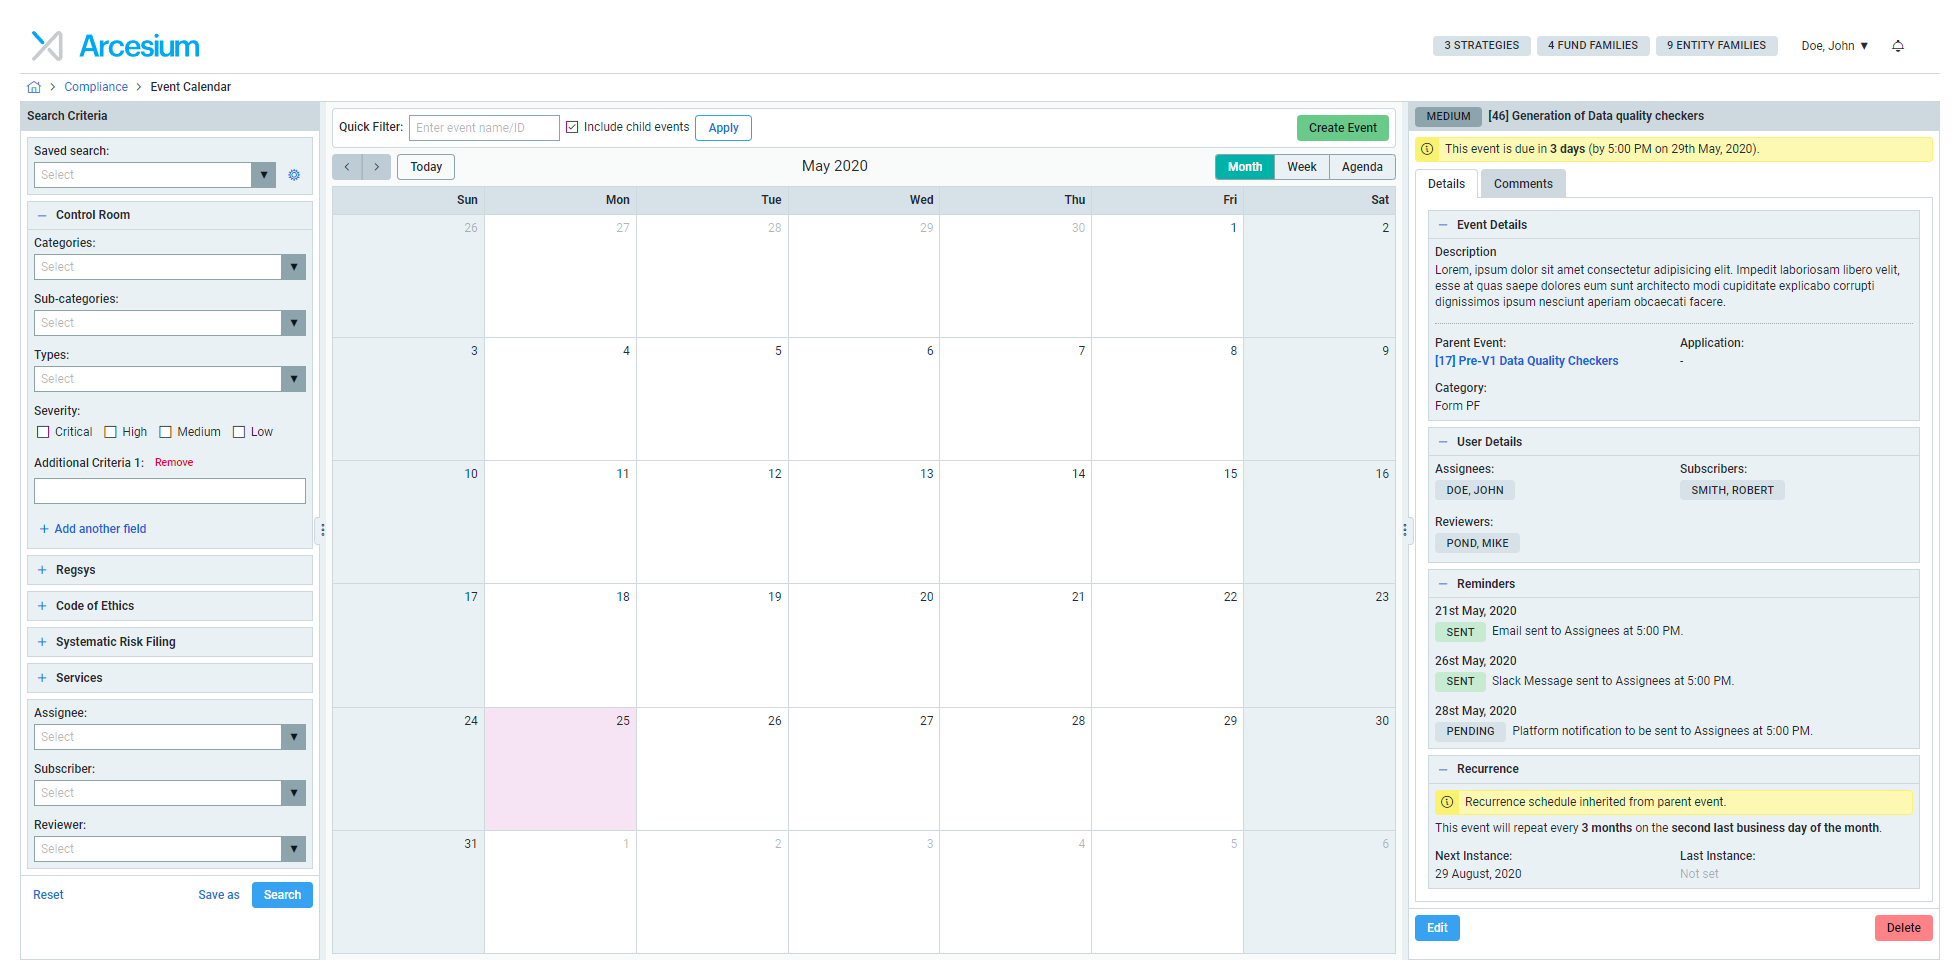 Arcesium
3 STRATEGIES
4 FUND FAMILIES
9 ENTITY FAMILIES
Doe, John ▼
> Compliance > Event Calendar
Search Criteria
Saved search:
Select
Control Room
Categories:
Select
Sub-categories:
Select
Types:
Select
Severity:
Critical High Medium Low
Additional Criteria 1: Remove
+ Add another field
+ Regsys
+ Code of Ethics
+ Systematic Risk Filing
+ Services
Assignee:
Select
Subscriber:
Select
Reviewer:
Select
Reset Save as Search
Quick Filter: Enter event name/ID Include child events Apply Create Event
< > Today May 2020 Month Week Agenda
Sun Mon Tue Wed Thu Fri Sat
26 27 28 29 30 1 2
3 4 5 6 7 8 9
10 11 12 13 14 15 16
17 18 19 20 21 22 23
24 25 26 27 28 29 30
31 1 2 3 4 5 6
MEDIUM [46] Generation of Data quality checkers
This event is due in 3 days (by 5:00 PM on 29th May, 2020).
Details Comments
Event Details
Description
Lorem, ipsum dolor sit amet consectetur adipisicing elit. Impedit laboriosam libero velit,
esse at quas saepe dolores eum sunt architecto modi cupiditate explicabo corrupti
dignissimos ipsum nesciunt aperiam obcaecati facere.
Parent Event: Application:
[17] Pre-V1 Data Quality Checkers -
Category:
Form PF
User Details
Assignees: Subscribers:
DOE, JOHN SMITH, ROBERT
Reviewers:
POND, MIKE
Reminders
21st May, 2020
SENT Email sent to Assignees at 5:00 PM.
26st May, 2020
SENT Slack Message sent to Assignees at 5:00 PM.
28st May, 2020
PENDING Platform notification to be sent to Assignees at 5:00 PM.
Recurrence
Recurrence schedule inherited from parent event.
This event will repeat every 3 months on the second last business day of the month.
Next Instance: Last Instance:
29 August, 2020 Not set
Edit Delete